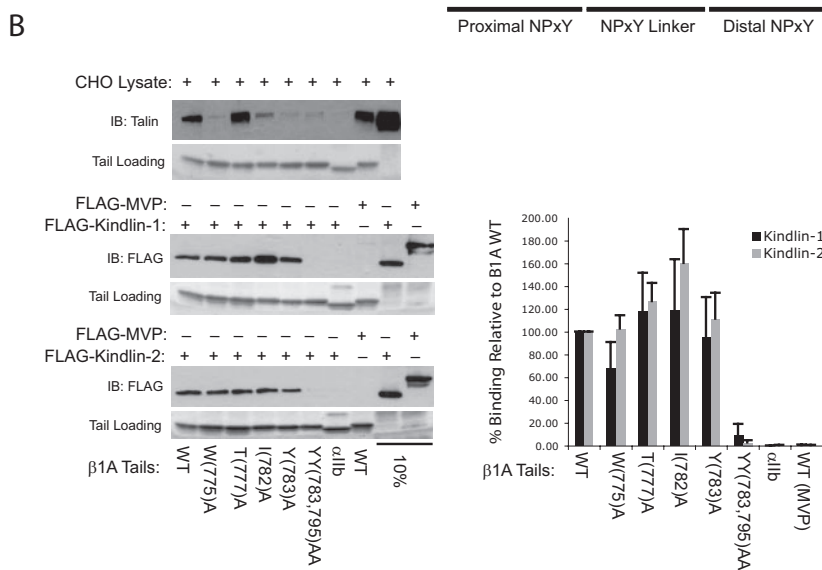 B
Proximal NPxY NPxY Linker Distal NPxY
CHO Lysate: + + + + + + + + +
IB: Talin
Tail Loading
FLAG-MVP: – – – – – – – + – +
FLAG-Kindlin-1: + + + + + + + – + –
IB: FLAG
Tail Loading
FLAG-MVP: – – – – – – – + – +
FLAG-Kindlin-2: + + + + + + + – + –
IB: FLAG
Tail Loading
β1A Tails: WT W(775)A T(777)A I(782)A Y(783)A YY(783,795)AA αIIb WT 10%
% Binding Relative to B1A WT
200.00
180.00
160.00
140.00
120.00
100.00
80.00
60.00
40.00
20.00
0.00
Kindlin-1
Kindlin-2
β1A Tails: WT W(775)A T(777)A I(782)A Y(783)A YY(783,795)AA αIIb WT (MVP)